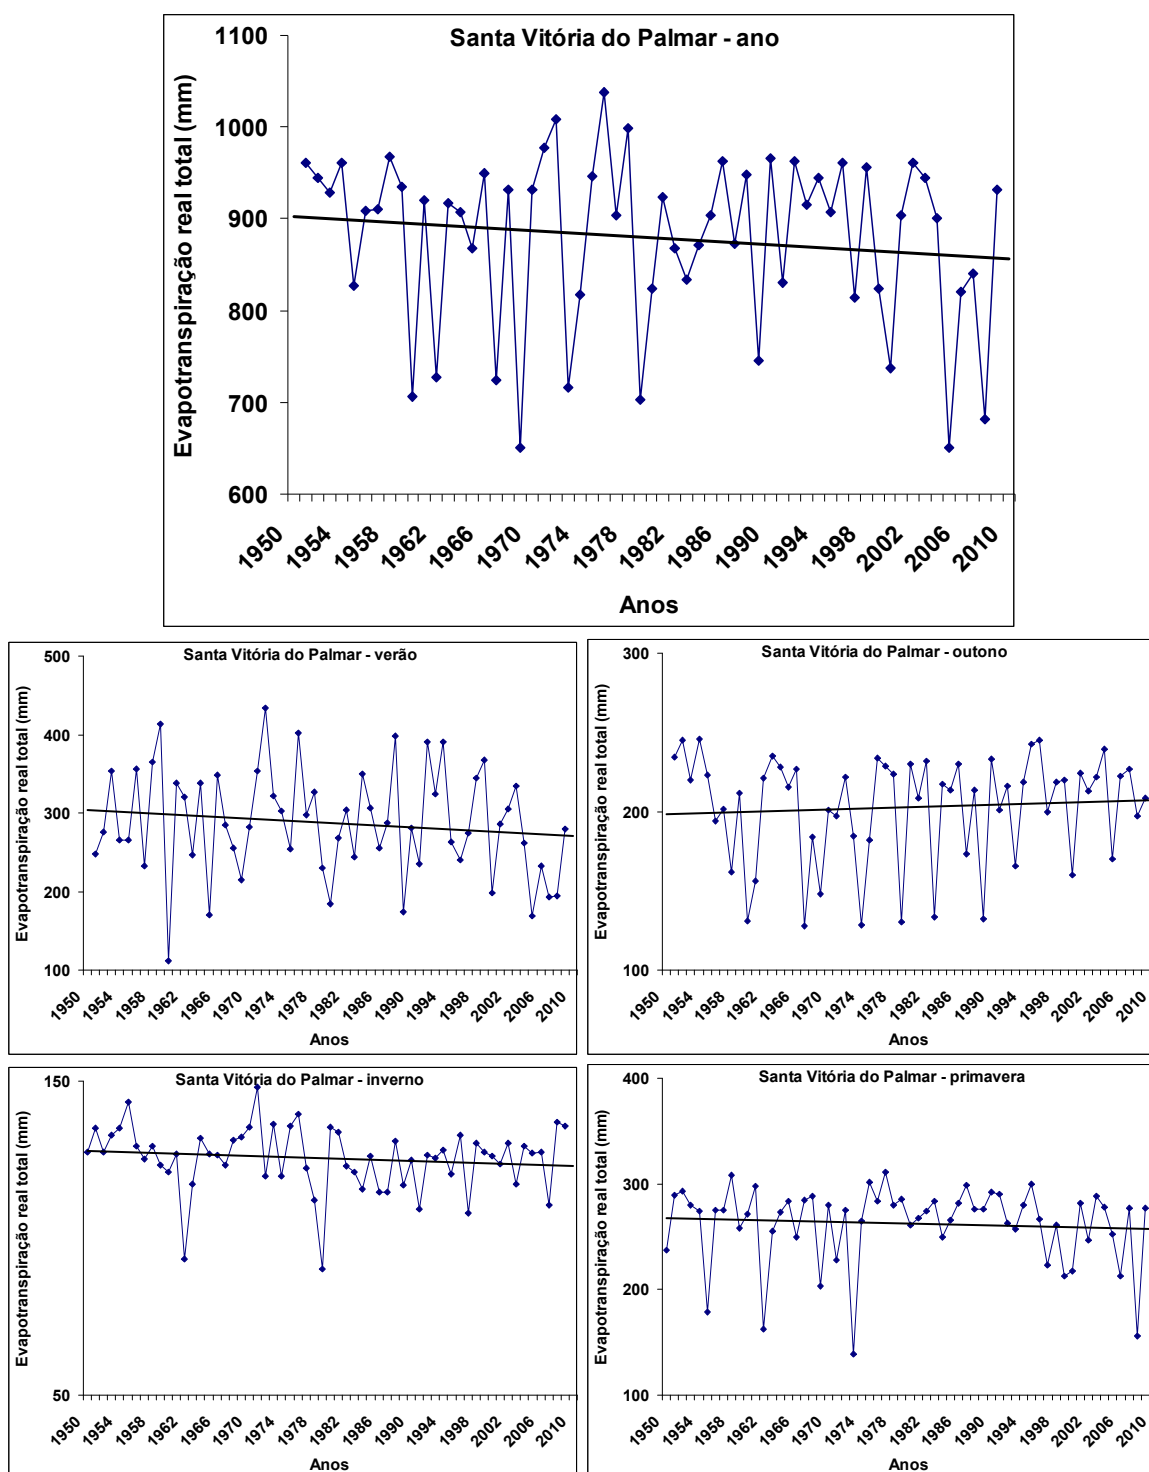 Santa Vitória do Palmar - ano
Evapotranspiração real total (mm)
1100
1000
900
800
700
600
1950 1954 1958 1962 1966 1970 1974 1978 1982 1986 1990 1994 1998 2002 2006 2010
Anos
Santa Vitória do Palmar - verão
Evapotranspiração real total (mm)
500
400
300
200
100
1950 1954 1958 1962 1966 1970 1974 1978 1982 1986 1990 1994 1998 2002 2006 2010
Anos
Santa Vitória do Palmar - outono
Evapotranspiração real total (mm)
300
200
100
1950 1954 1958 1962 1966 1970 1974 1978 1982 1986 1990 1994 1998 2002 2006 2010
Anos
Santa Vitória do Palmar - inverno
Evapotranspiração real total (mm)
150
50
1950 1954 1958 1962 1966 1970 1974 1978 1982 1986 1990 1994 1998 2002 2006 2010
Anos
Santa Vitória do Palmar - primavera
Evapotranspiração real total (mm)
400
300
200
100
1950 1954 1958 1962 1966 1970 1974 1978 1982 1986 1990 1994 1998 2002 2006 2010
Anos